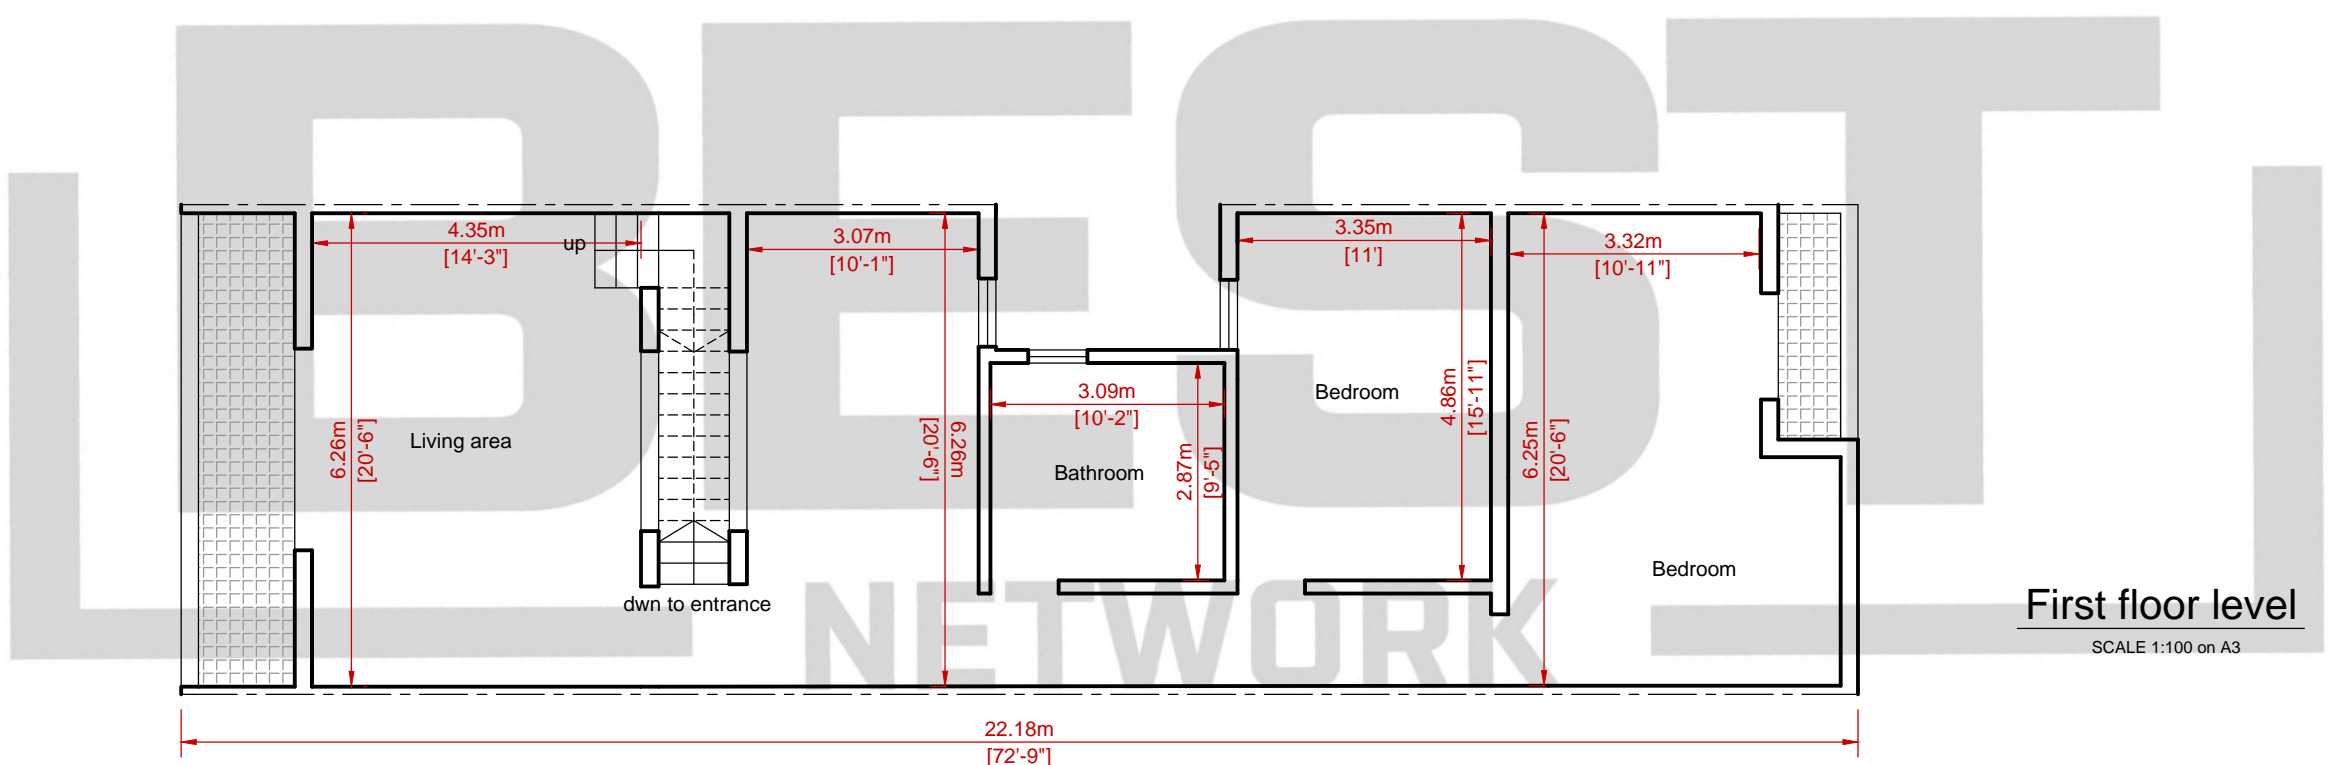 BEST
NETWORK
4.35m
[14'-3"]
up
3.07m
[10'-1"]
3.35m
[11']
3.32m
[10'-11"]
Living area
6.26m
[20'-6"]
dwn to entrance
6.26m
[20'-6"]
3.09m
[10'-2"]
Bathroom
2.87m
[9'-5"]
Bedroom
4.86m
[15'-11"]
6.25m
[20'-6"]
Bedroom
First floor level
SCALE 1:100 on A3
22.18m
[72'-9"]